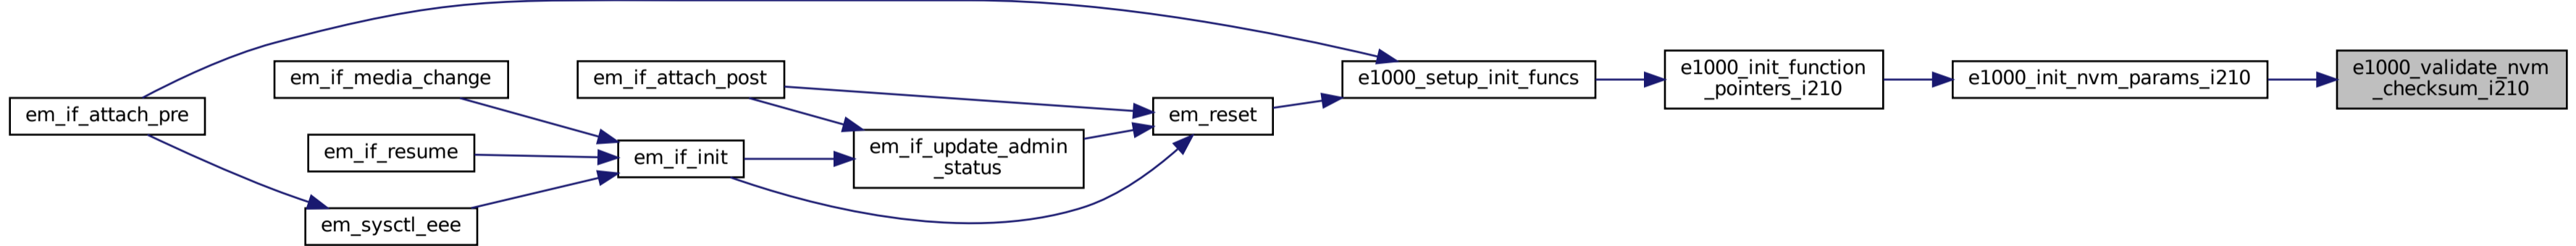 em_if_attach_pre
em_if_media_change
em_if_resume
em_sysctl_eee
em_if_attach_post
em_if_init
em_if_update_admin
_status
em_reset
e1000_setup_init_funcs
e1000_init_function
_pointers_i210
e1000_init_nvm_params_i210
e1000_validate_nvm
_checksum_i210